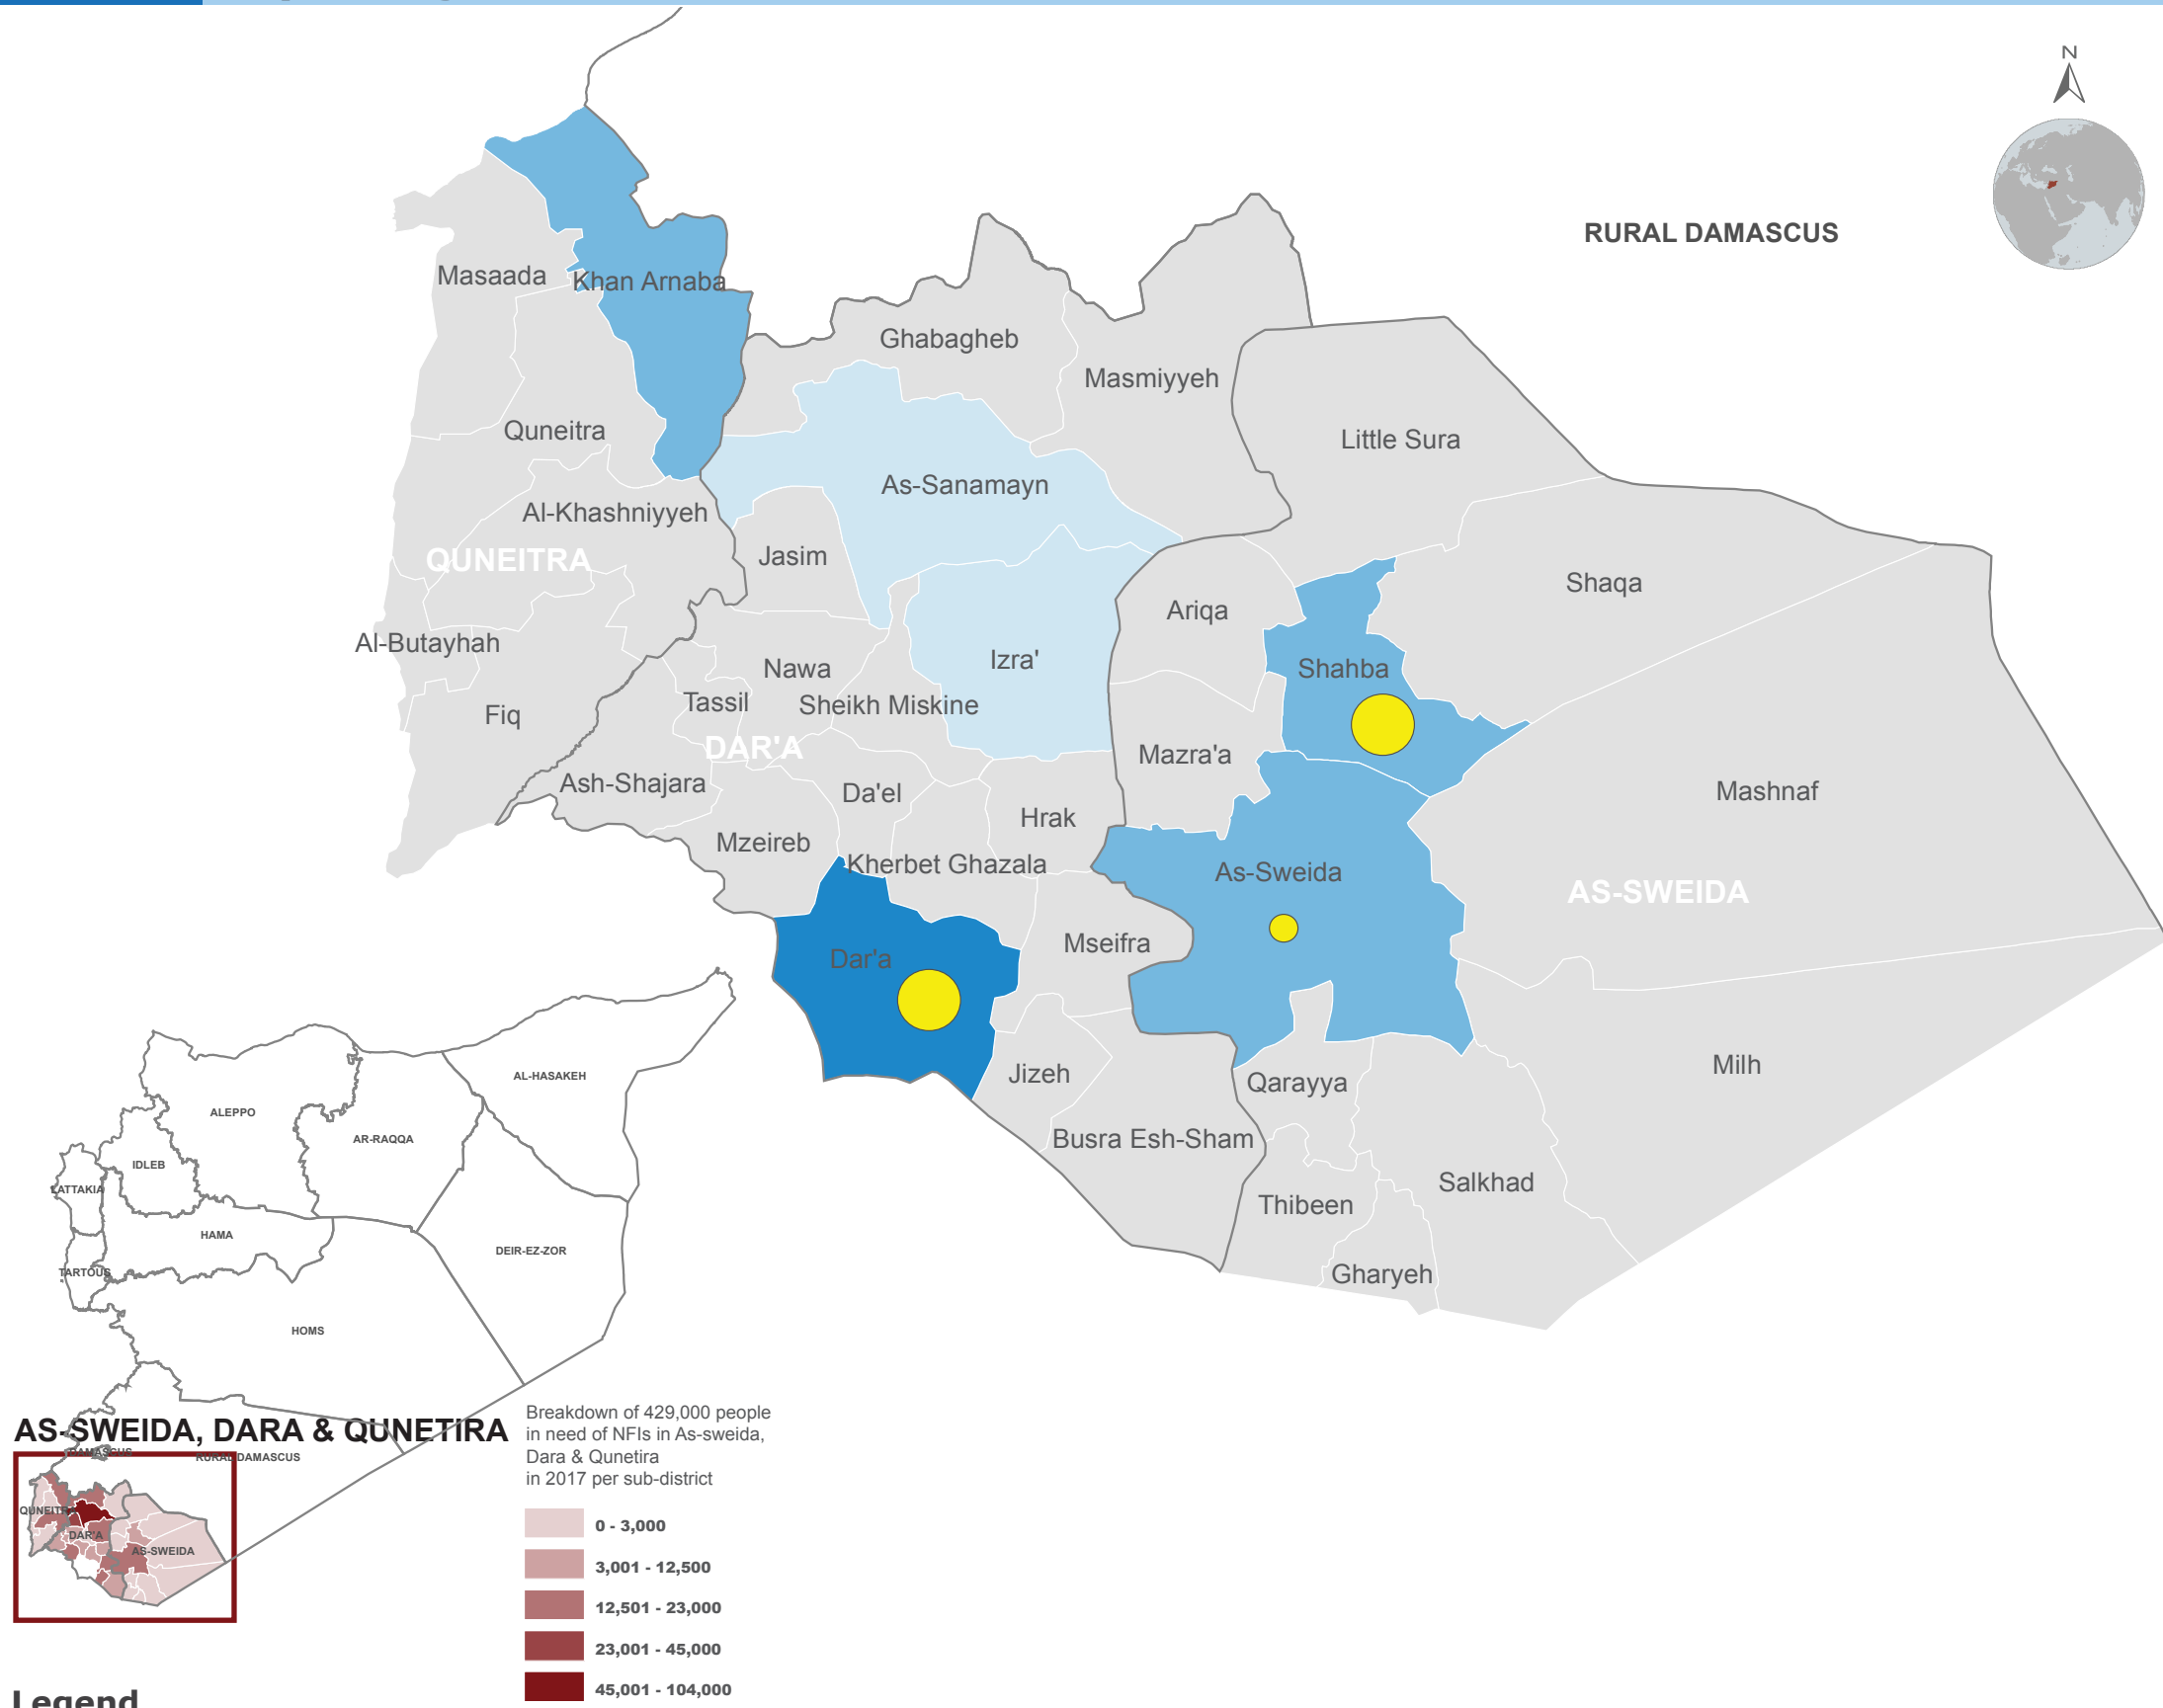 N
RURAL DAMASCUS
Masaada
Khan Arnaba
Ghabagheb
Masmiyyeh
Quneitra
Little Sura
As-Sanamayn
Al-Khashniyyeh
QUNEITRA
Jasim
Shaqa
Ariqa
Al-Butayhah
Nawa
Izra'
Shahba
Tassil
Sheikh Miskine
Fiq
DAR'A
Mazra'a
Ash-Shajara
Da'el
Mashnaf
Hrak
Mzeireb
Kherbet Ghazala
As-Sweida
AS-SWEIDA
Dar'a
Mseifra
Milh
Jizeh
Qarayya
Busra Esh-Sham
Salkhad
Thibeen
Gharyeh
AL-HASAKEH
ALEPPO
AR-RAQQA
IDLEB
LATTAKIA
HAMA
DEIR-EZ-ZOR
TARTOUS
HOMS
AS-SWEIDA, DARA & QUNETIRA
DAMASCUS
RURAL DAMASCUS
QUNEITRA
DAR'A
AS-SWEIDA
Breakdown of 429,000 people
in need of NFIs in As-sweida,
Dara & Qunetira
in 2017 per sub-district
0 - 3,000
3,001 - 12,500
12,501 - 23,000
23,001 - 45,000
45,001 - 104,000
Legend